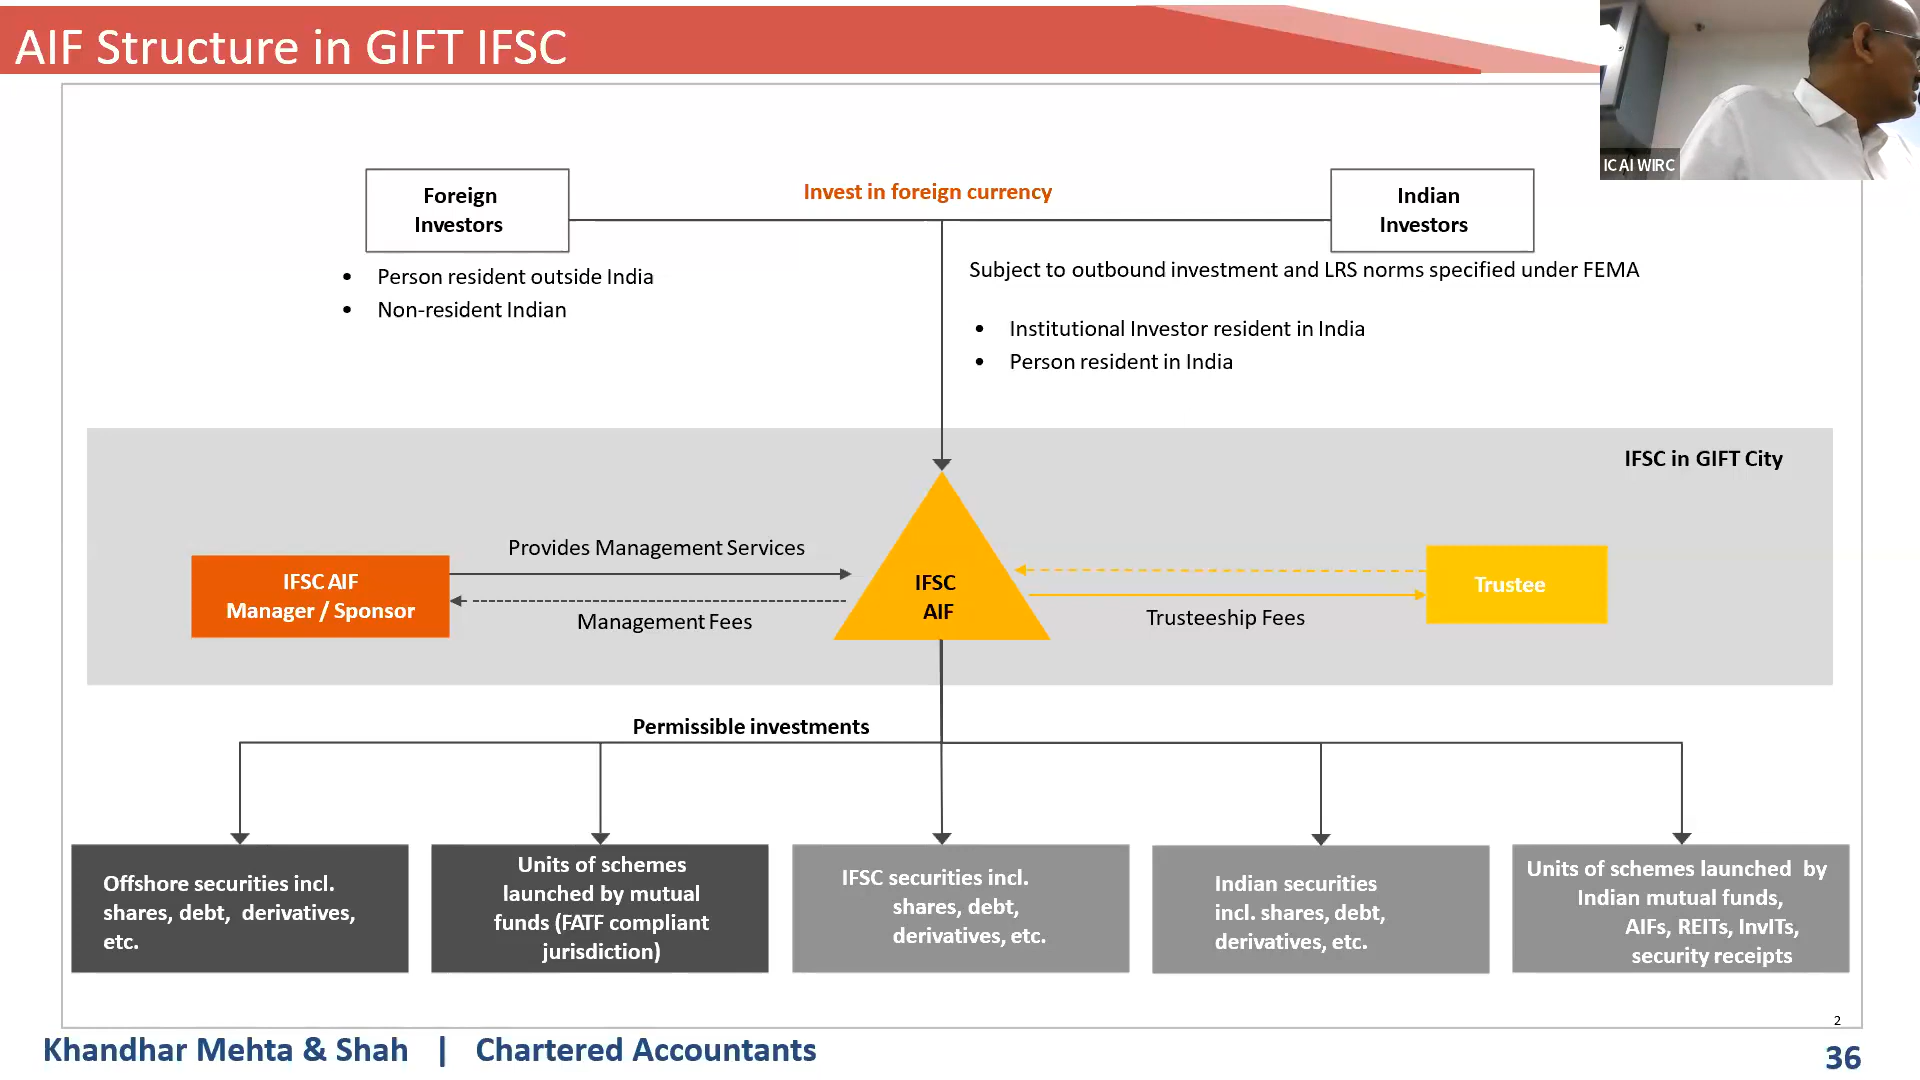 AIF Structure in GIFT IFSC
ICAI WIRC
Foreign
Investors
Invest in foreign currency
Indian
Investors
• Person resident outside India
• Non-resident Indian
Subject to outbound investment and LRS norms specified under FEMA
• Institutional Investor resident in India
• Person resident in India
IFSC in GIFT City
IFSC AIF
Manager / Sponsor
Provides Management Services
Management Fees
IFSC
AIF
Trusteeship Fees
Trustee
Permissible investments
Offshore securities incl.
shares, debt, derivatives,
etc.
Units of schemes
launched by mutual
funds (FATF compliant
jurisdiction)
IFSC securities incl.
shares, debt,
derivatives, etc.
Indian securities
incl. shares, debt,
derivatives, etc.
Units of schemes launched by
Indian mutual funds,
AIFs, REITs, InvITs,
security receipts
2
Khandhar Mehta & Shah | Chartered Accountants
36